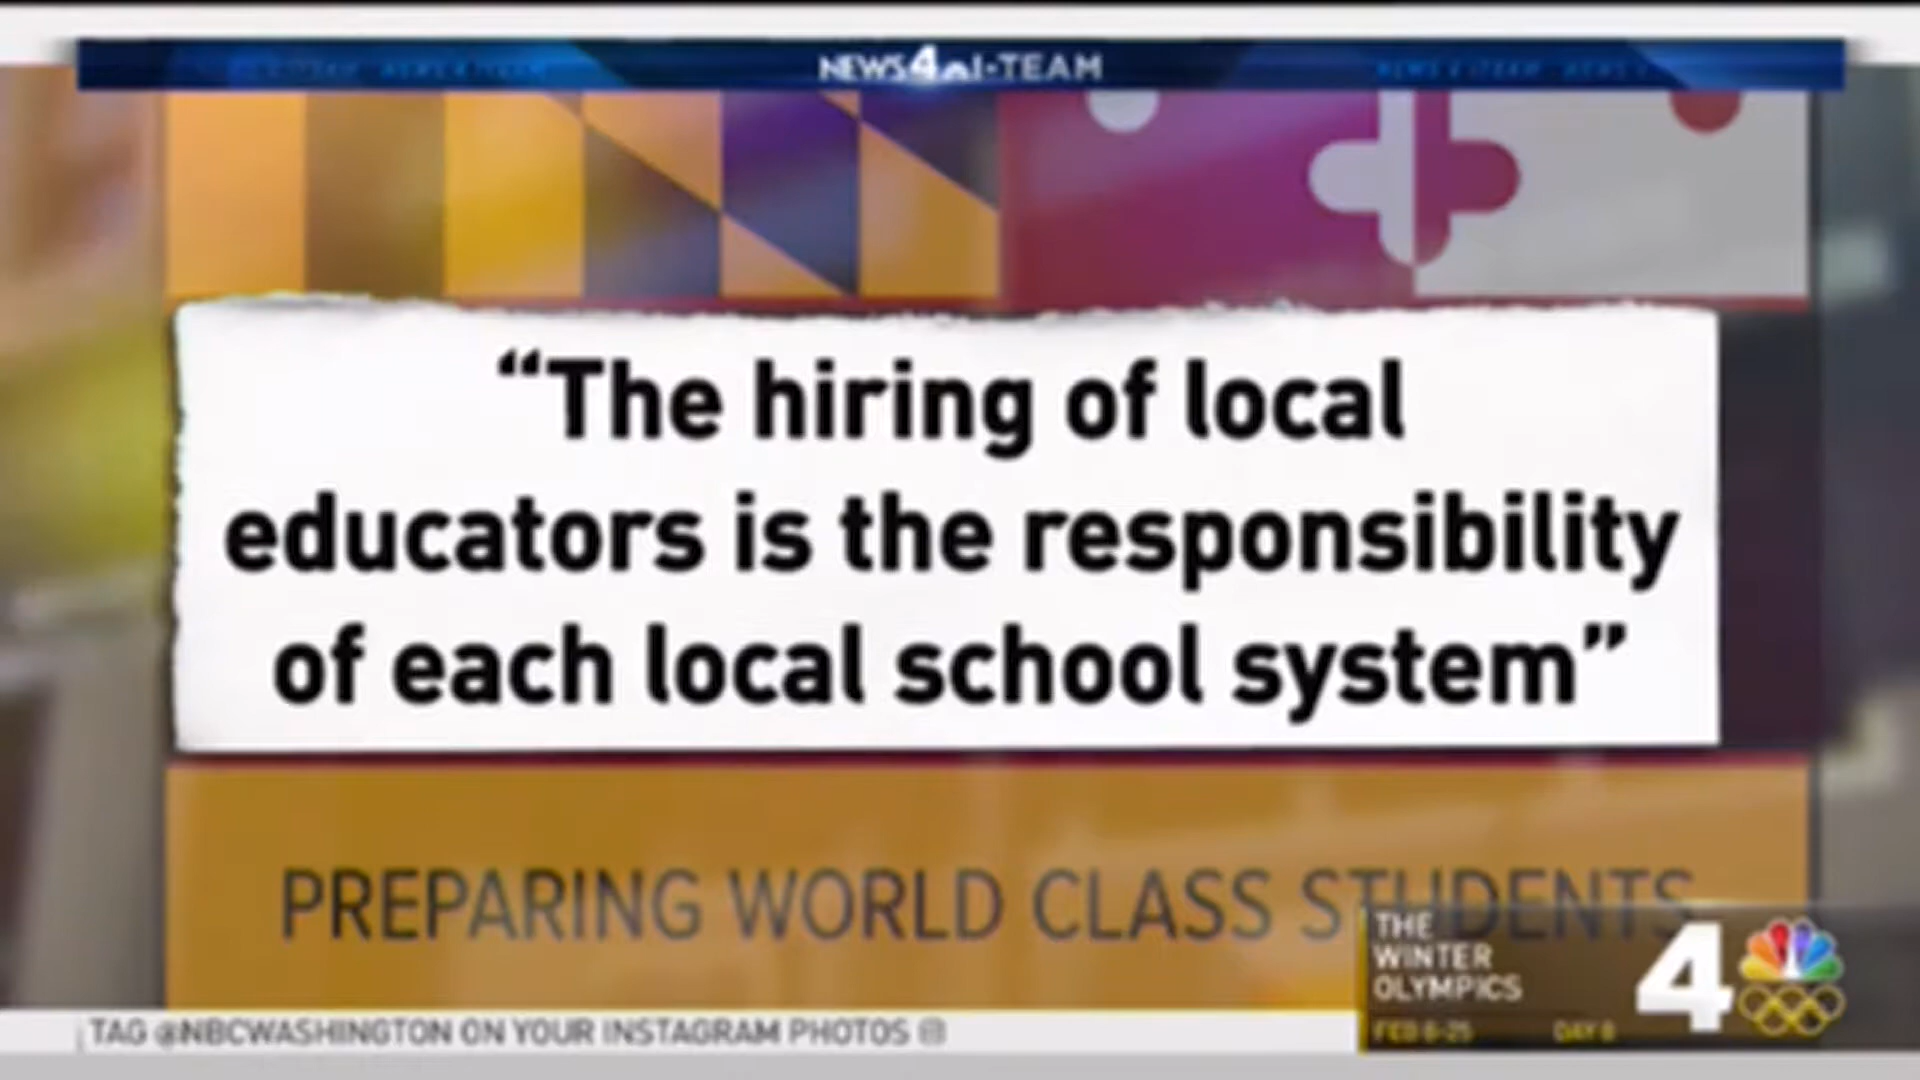 NEWS4 I-TEAM
“The hiring of local
educators is the responsibility
of each local school system”
PREPARING WORLD CLASS STUDENTS
THE
WINTER
OLYMPICS
4
TAG @NBCWASHINGTON ON YOUR INSTAGRAM PHOTOS